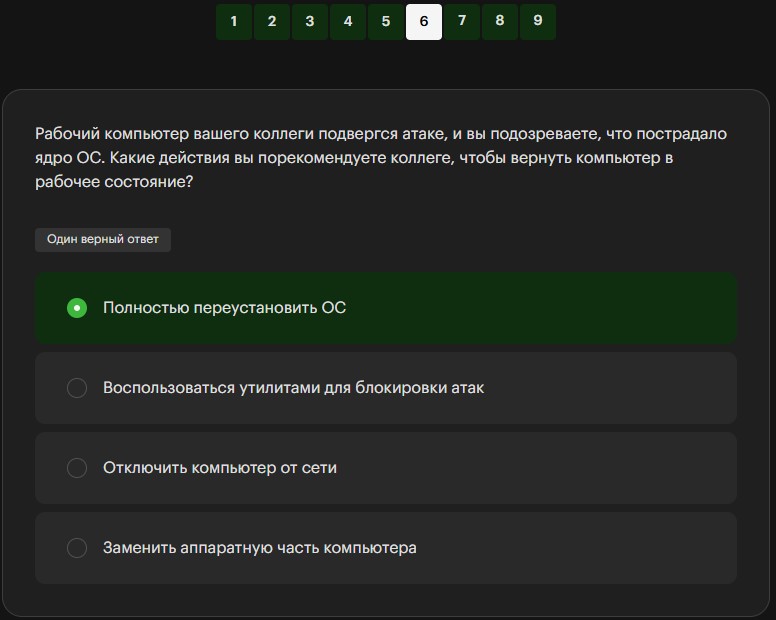 1 2 3 4 5 6 7 8 9
Рабочий компьютер вашего коллеги подвергся атаке, и вы подозреваете, что пострадало
ядро ОС. Какие действия вы порекомендуете коллеге, чтобы вернуть компьютер в
рабочее состояние?
Один верный ответ
Полностью переустановить ОС
Воспользоваться утилитами для блокировки атак
Отключить компьютер от сети
Заменить аппаратную часть компьютера